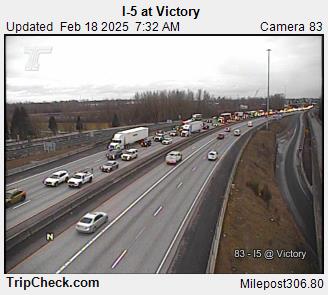 I-5 at Victory
Updated  Feb 18 2025  7:32 AM
Camera 83
T
N
83 - I5 @ Victory
TripCheck.com
Milepost306.80